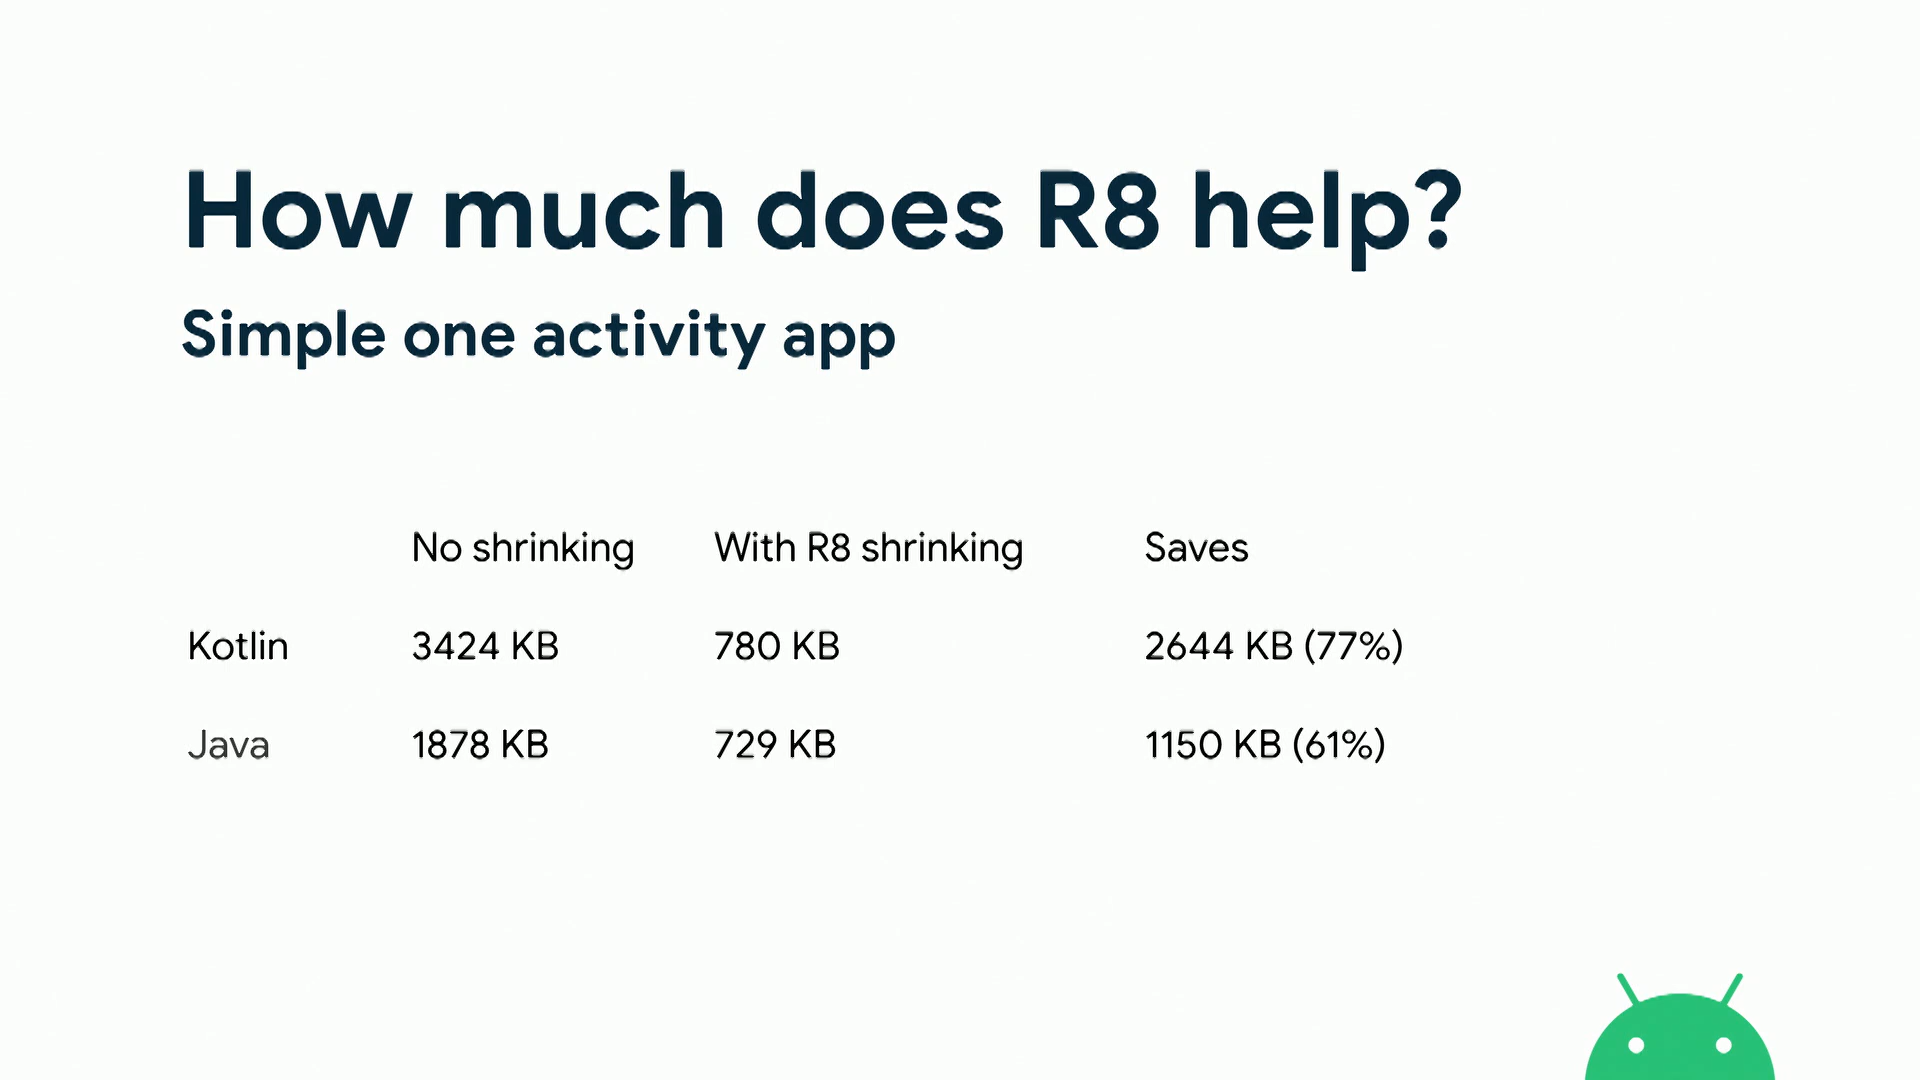 How much does R8 help?
Simple one activity app
No shrinking With R8 shrinking Saves
Kotlin 3424 KB 780 KB 2644 KB (77%)
Java 1878 KB 729 KB 1150 KB (61%)